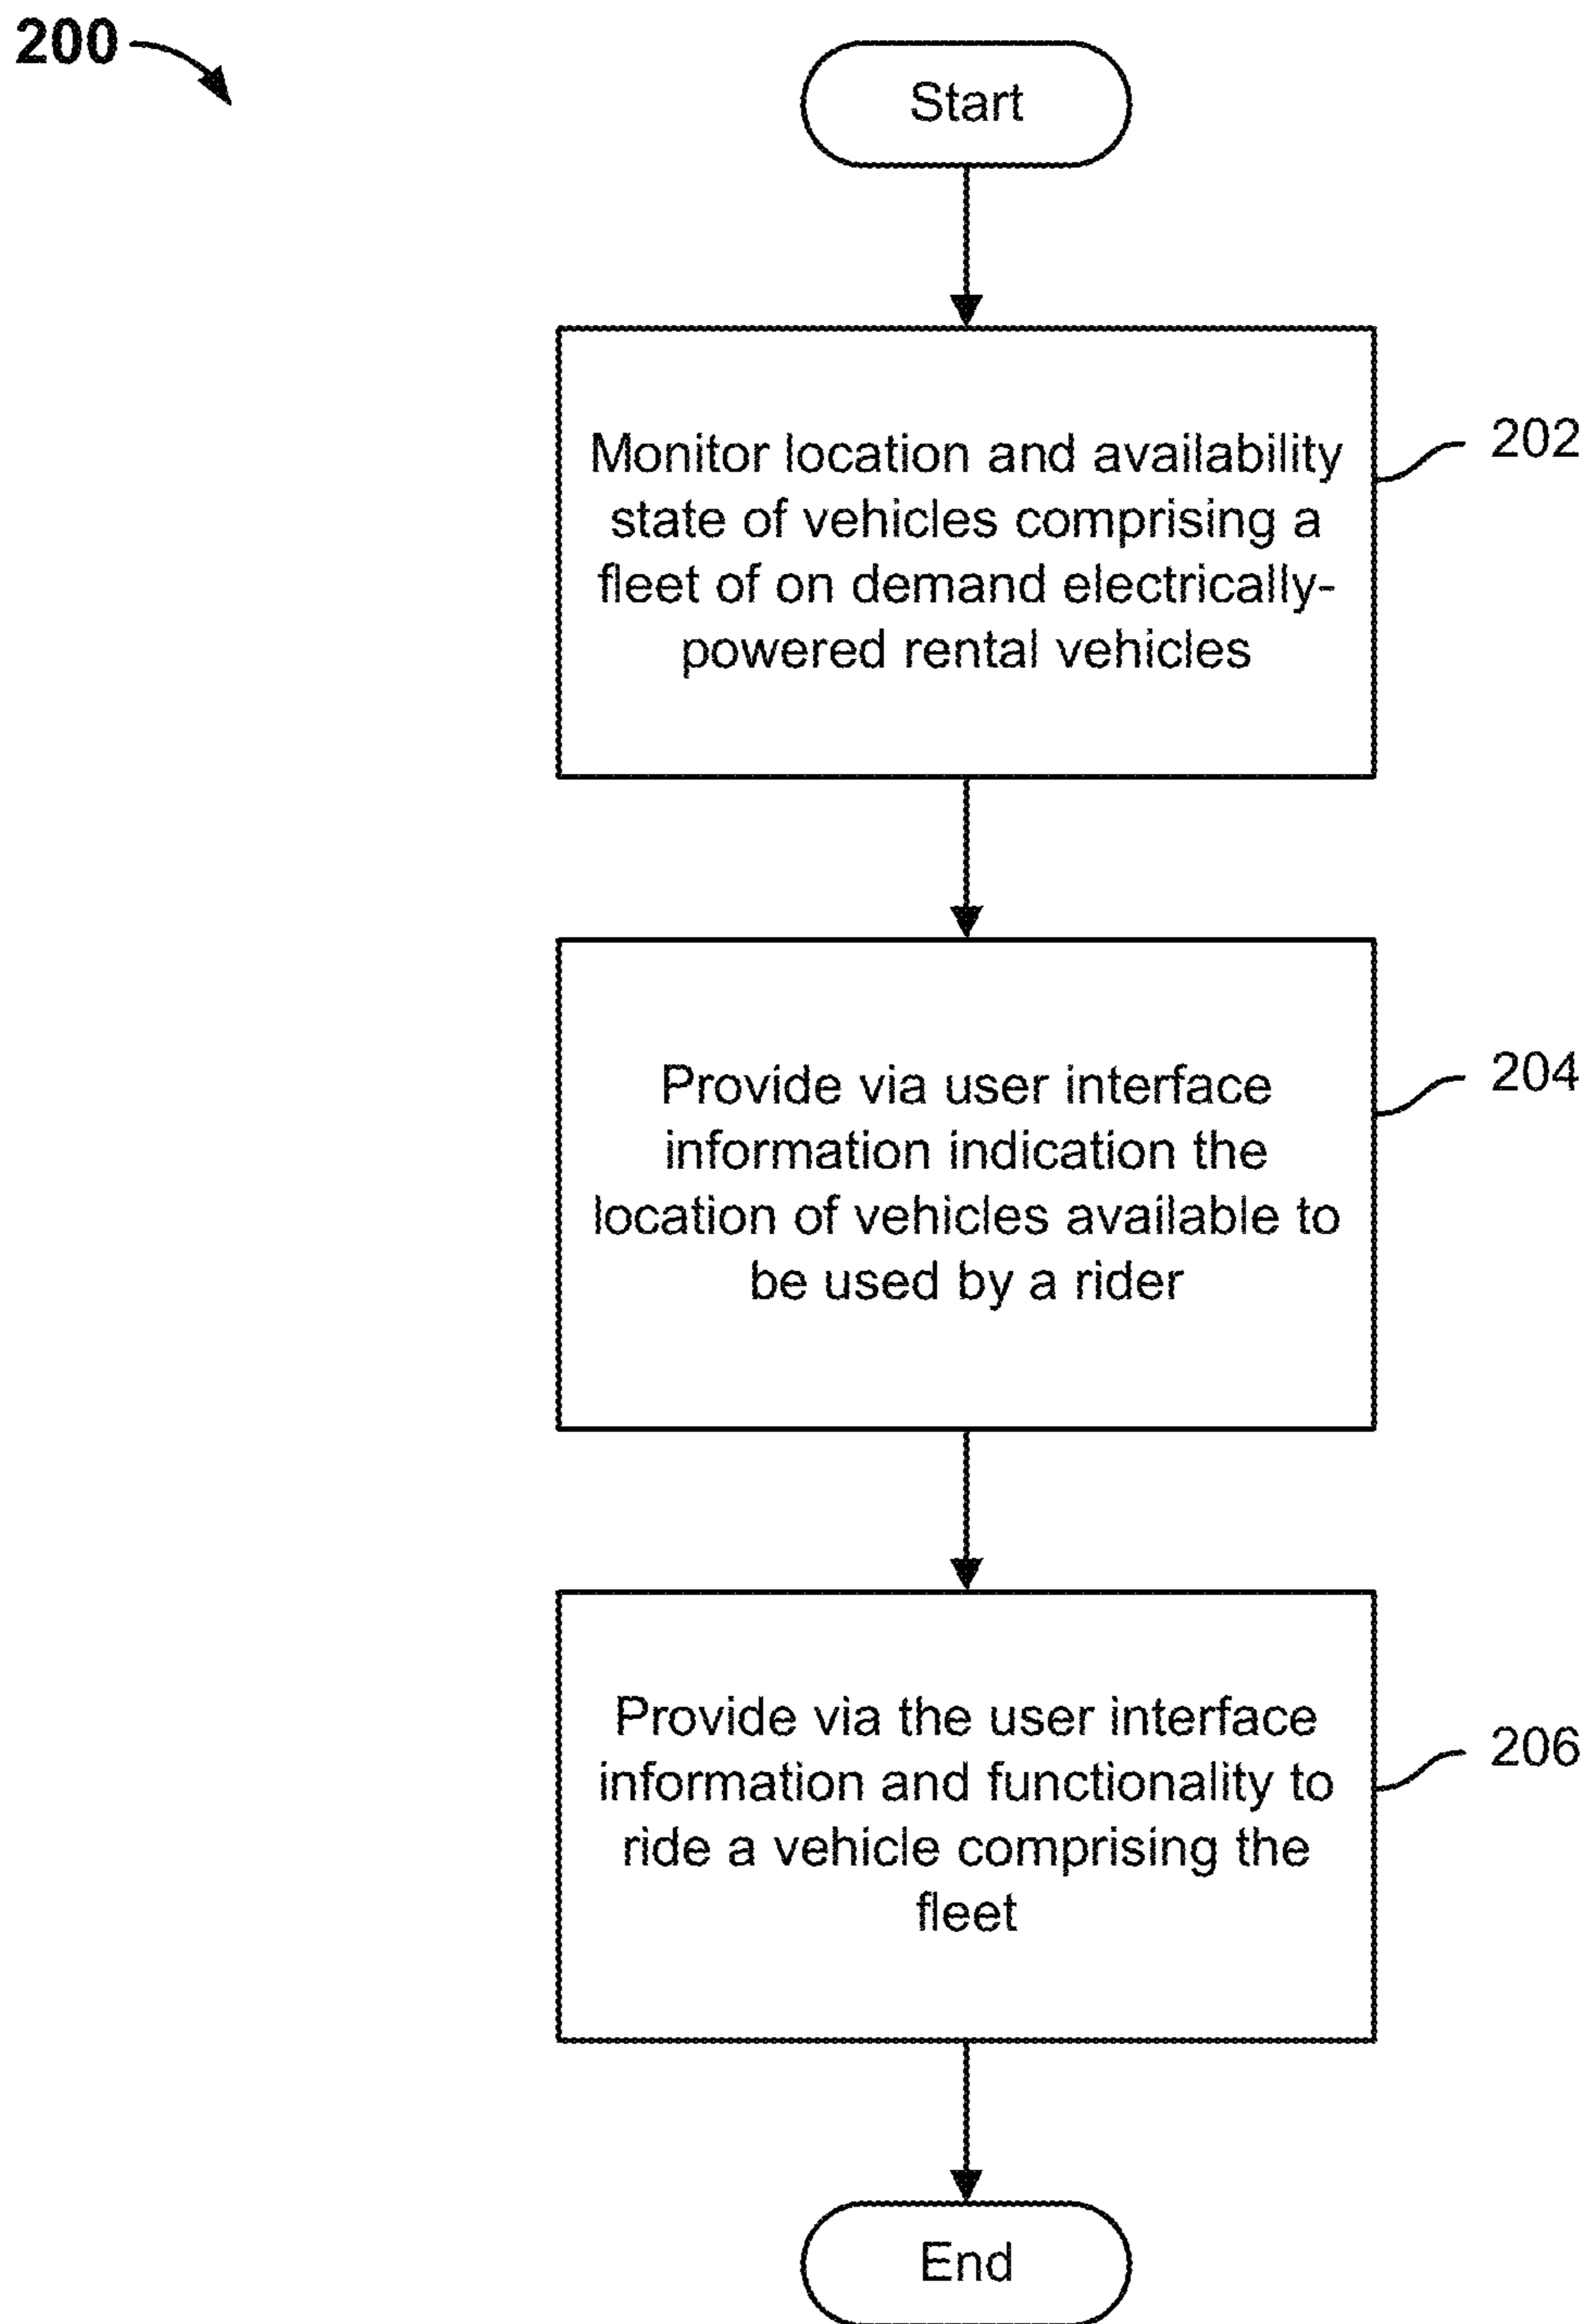 200
Start
Monitor location and availability
state of vehicles comprising a
fleet of on demand electrically-
powered rental vehicles
202
Provide via user interface
information indication the
location of vehicles available to
be used by a rider
204
Provide via the user interface
information and functionality to
ride a vehicle comprising the
fleet
206
End